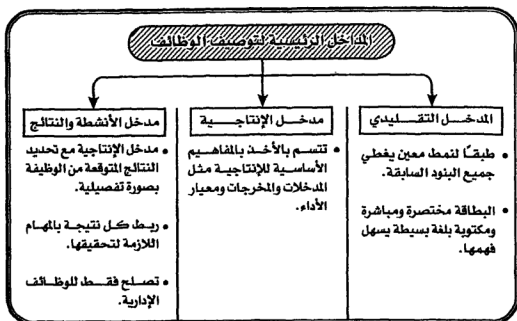 المداخل الرئيسية لتوصيف الوظائف
المدخل التقليدي
• طبقاً لنمط معين يغطي
جميع البنود السابقة.
• البطاقة مختصرة ومباشرة
ومكتوبة بلغة بسيطة يسهل
فهمها.
مدخل الإنتاجية
• تتسم بالأخذ بالمفاهيم
الأساسية للإنتاجية مثل
المدخلات والمخرجات ومعيار
الأداء.
مدخل الأنشطة والنتائج
• مدخل الإنتاجية مع تحديد
النتائج المتوقعة من الوظيفة
بصورة تفصيلية.
• ربط كل نتيجة بالمهام
اللازمة لتحقيقها.
• تصلح فقط للوظائف
الإدارية.